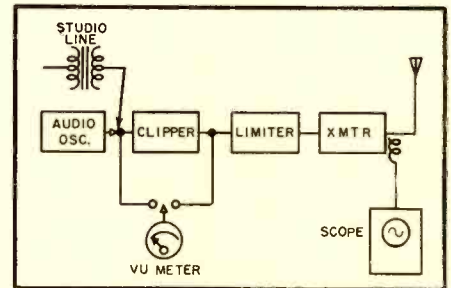 STUDIO
LINE
AUDIO
OSC.
CLIPPER
LIMITER
XMTR
SCOPE
VU METER